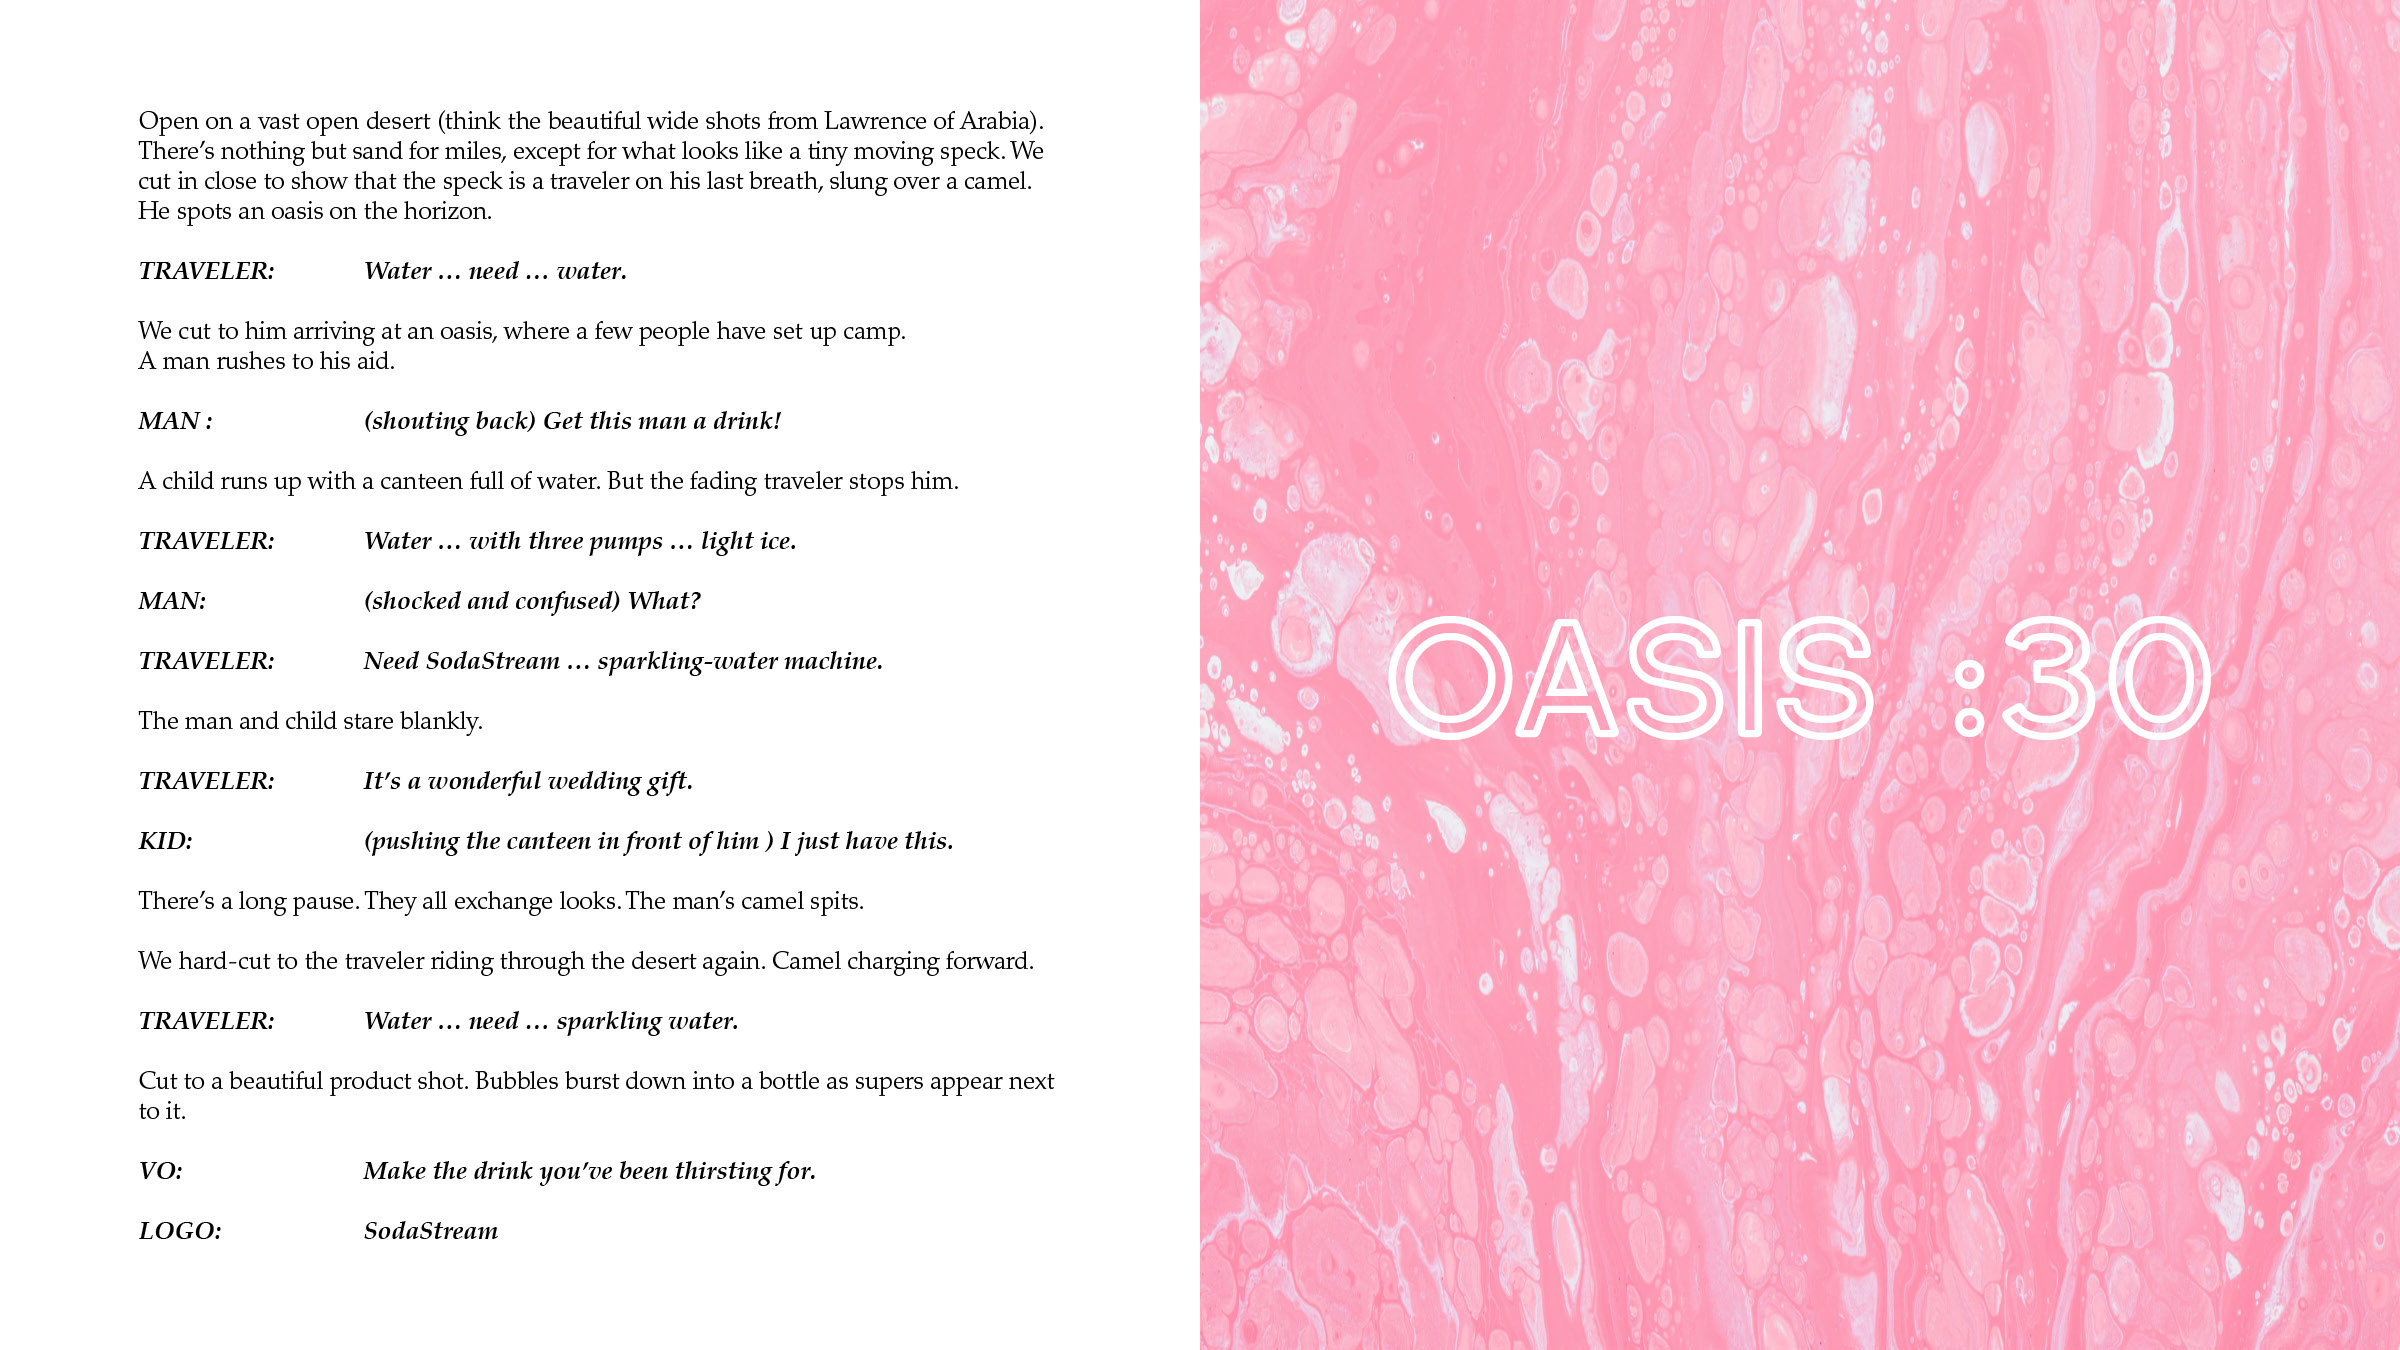 Open on a vast open desert (think the beautiful wide shots from Lawrence of Arabia).
There’s nothing but sand for miles, except for what looks like a tiny moving speck. We
cut in close to show that the speck is a traveler on his last breath, slung over a camel.
He spots an oasis on the horizon.
TRAVELER: Water … need … water.
We cut to him arriving at an oasis, where a few people have set up camp.
A man rushes to his aid.
MAN : (shouting back) Get this man a drink!
A child runs up with a canteen full of water. But the fading traveler stops him.
TRAVELER: Water … with three pumps … light ice.
MAN: (shocked and confused) What?
TRAVELER: Need SodaStream … sparkling-water machine.
The man and child stare blankly.
TRAVELER: It’s a wonderful wedding gift.
KID: (pushing the canteen in front of him ) I just have this.
There’s a long pause. They all exchange looks. The man’s camel spits.
We hard-cut to the traveler riding through the desert again. Camel charging forward.
TRAVELER: Water … need … sparkling water.
Cut to a beautiful product shot. Bubbles burst down into a bottle as supers appear next
to it.
VO: Make the drink you’ve been thirsting for.
LOGO: SodaStream
OASIS :30